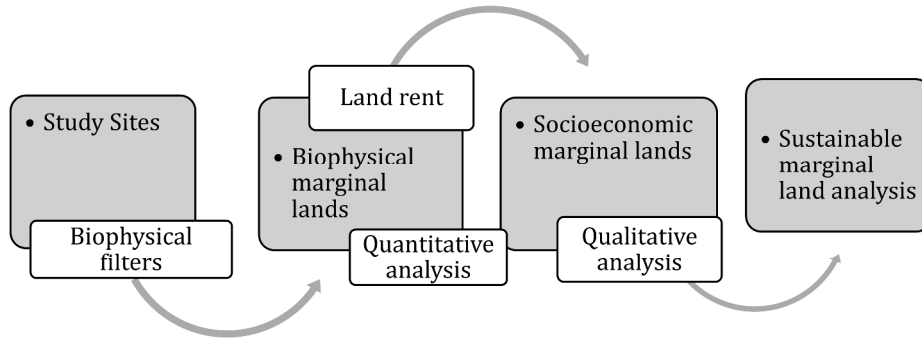 • Study Sites
Biophysical
filters
Land rent
• Biophysical
marginal
lands
Quantitative
analysis
• Socioeconomic
marginal lands
Qualitative
analysis
• Sustainable
marginal
land analysis